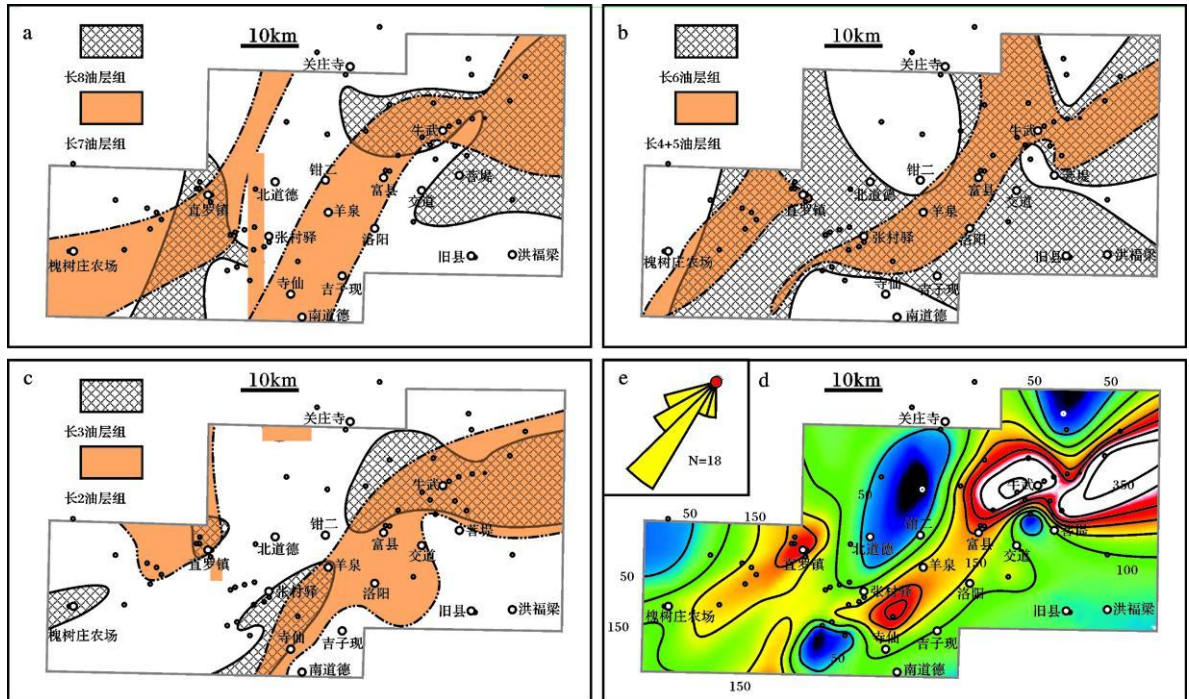 a
10km
长8油层组
长7油层组
关庄寺
牛武
菩堤
钳二
富县
交道
北道德
直罗镇
羊泉
张村驿
洛阳
槐树庄农场
旧县
洪福梁
寺仙
吉子现
南道德
b
10km
长6油层组
长4+5油层组
关庄寺
牛武
菩堤
钳二
富县
交道
北道德
直罗镇
羊泉
张村驿
洛阳
槐树庄农场
旧县
洪福梁
寺仙
吉子现
南道德
c
10km
长3油层组
长2油层组
关庄寺
牛武
菩堤
钳二
富县
交道
北道德
直罗镇
羊泉
张村驿
洛阳
槐树庄农场
旧县
洪福梁
寺仙
吉子现
南道德
e
N=18
d
10km
50
50
关庄寺
牛武
350
50
钳二
菩堤
50
150
富县
交道
北道德
直罗镇
150
100
羊泉
50
洛阳
张村驿
槐树庄农场
旧县
洪福梁
150
寺仙
吉子现
50
南道德
150